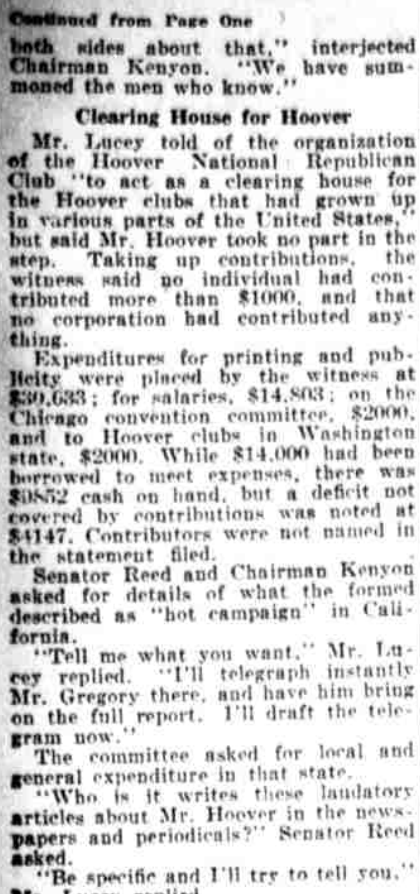 Continued from Page One
both sides about that," interjected
Chairman Kenyon. "We have sum-
moned the men who know."
Clearing House for Hoover
Mr. Lucey told of the organization
of the Hoover National Republican
Club "to act as a clearing house for
the Hoover clubs that had grown up
in various parts of the United States,"
but said Mr. Hoover took no part in the
step. Taking up contributions, the
witness said no individual had con-
tributed more than $1000, and that
no corporation had contributed any-
thing.
Expenditures for printing and pub-
licity were placed by the witness at
$30,633; for salaries, $14,803; on the
Chicago convention committee, $2000,
and to Hoover clubs in Washington
state, $2000. While $14,000 had been
borrowed to meet expenses, there was
$9852 cash on hand, but a deficit not
covered by contributions was noted at
$4147. Contributors were not named in
the statement filed.
Senator Reed and Chairman Kenyon
asked for details of what the formed
described as "hot campaign" in Cali-
fornia.
"Tell me what you want," Mr. Lu-
cey replied. "I'll telegraph instantly
Mr. Gregory there, and have him bring
on the full report. I'll draft the tele-
gram now."
The committee asked for local and
general expenditure in that state.
"Who is it writes these laudatory
articles about Mr. Hoover in the news-
papers and periodicals?" Senator Reed
asked.
"Be specific and I'll try to tell you,"
Mr. Lucey replied